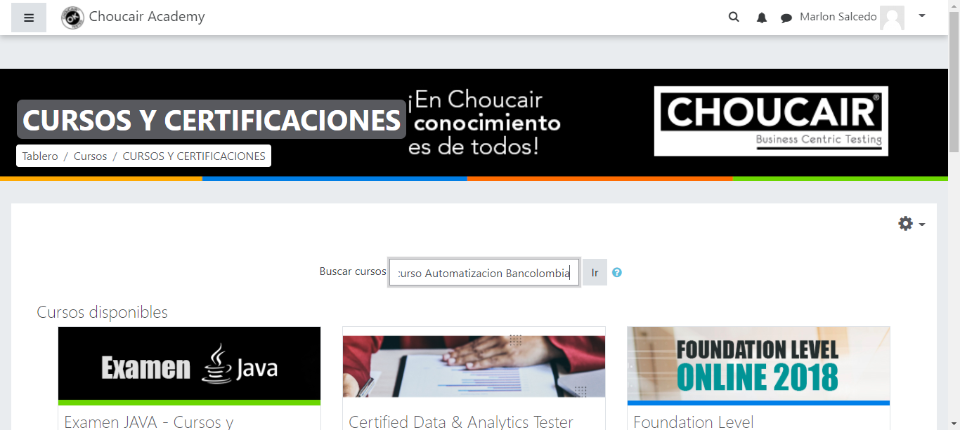 Choucair Academy
Marlon Salcedo
CURSOS Y CERTIFICACIONES
¡En Choucair
conocimiento
es de todos!
CHOUCAIR®
Business Centric Testing
Tablero / Cursos / CURSOS Y CERTIFICACIONES
Buscar cursos
curso Automatizacion Bancolombia
Ir
Cursos disponibles
Examen Java
FOUNDATION LEVEL
ONLINE 2018
Examen JAVA - Cursos y
Certified Data & Analytics Tester
Foundation Level